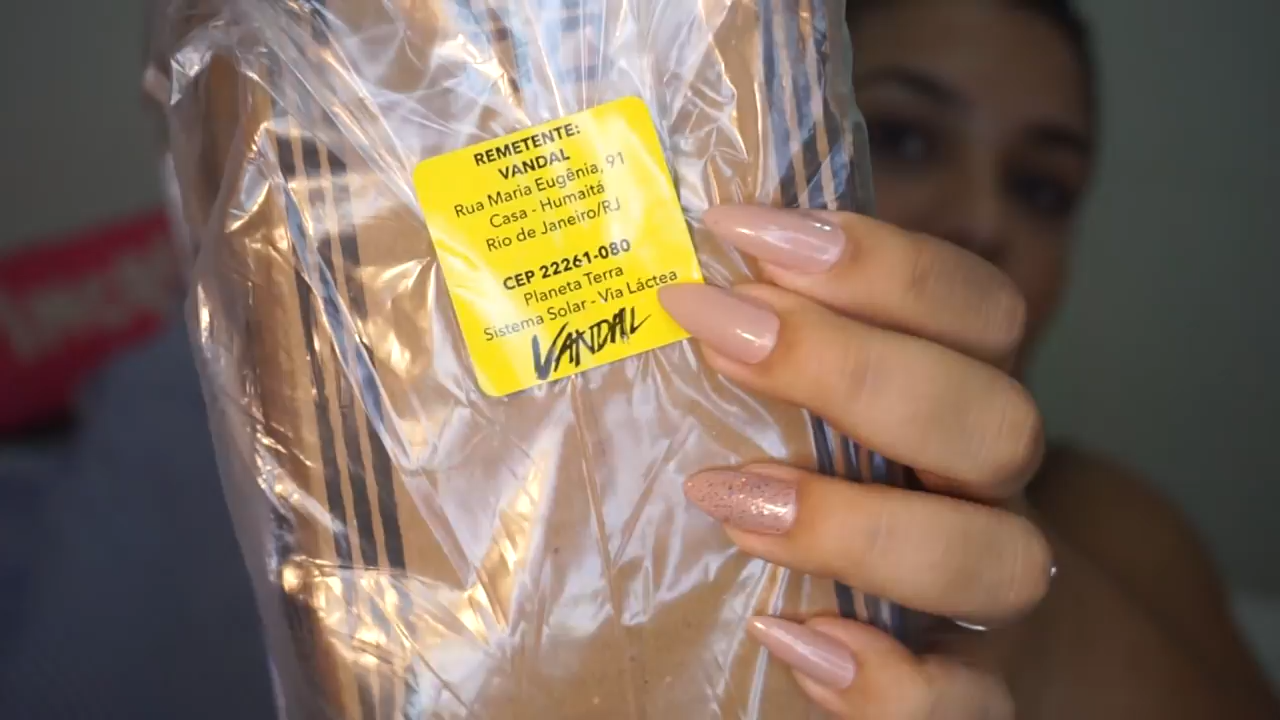 REMETENTE:
VANDAL
Rua Maria Eugênia, 91
Casa - Humaitá
Rio de Janeiro/RJ
CEP 22261-080
Planeta Terra
Sistema Solar - Via Láctea
VANDAL